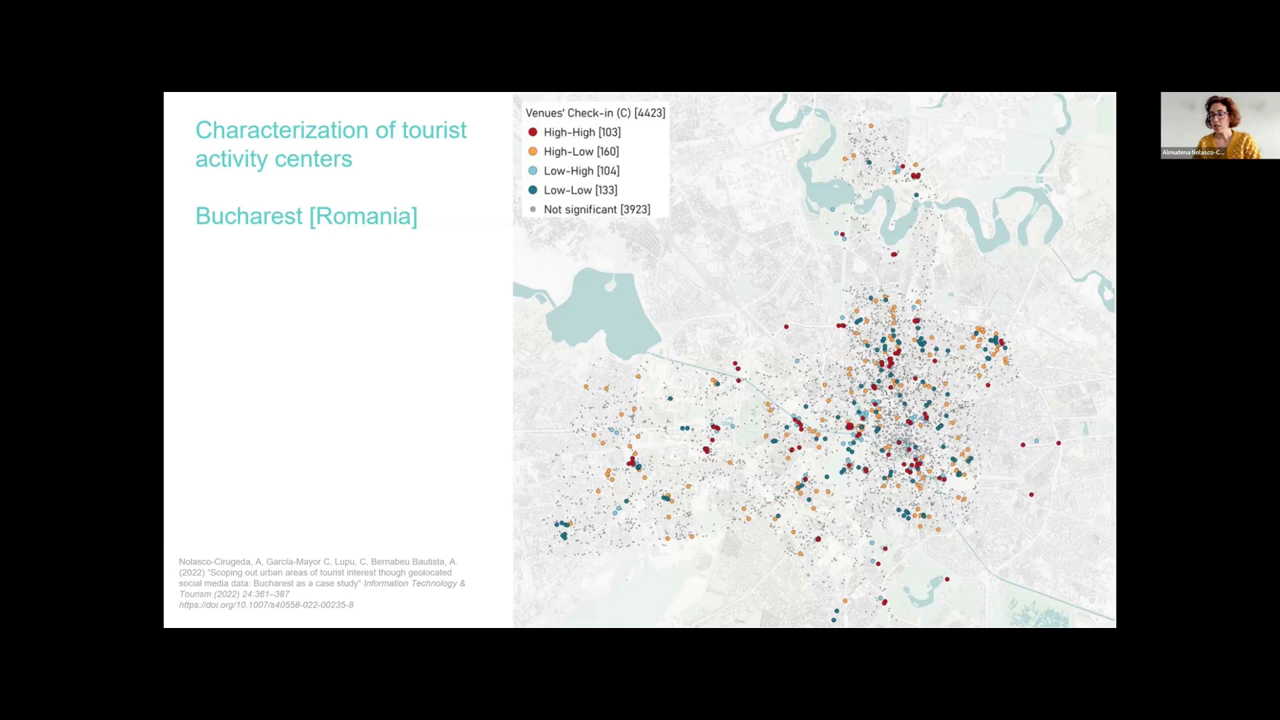 Characterization of tourist
activity centers
Bucharest [Romania]
Venues' Check-in (C) [4423]
High-High [103]
High-Low [160]
Low-High [104]
Low-Low [133]
Not significant [3923]
Almudena Nolasco-C...
Nolasco-Cirugeda, A, García-Mayor C, Lupu, C, Bernabeu Bautista, A.
(2022) "Scoping out urban areas of tourist interest though geolocated
social media data: Bucharest as a case study" Information Technology &
Tourism (2022) 24:361–387
https://doi.org/10.1007/s40558-022-00235-8